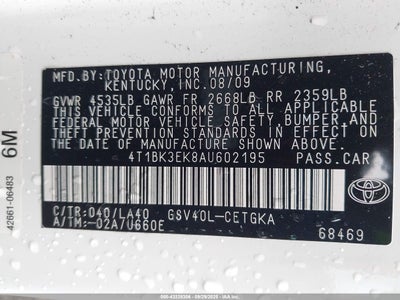 MFD.BY: TOYOTA MOTOR MANUFACTURING,
KENTUCKY, INC. 08/09
GVWR 4535LB GAWR FR 2668LB RR 2359LB
THIS VEHICLE CONFORMS TO ALL APPLICABLE
FEDERAL MOTOR VEHICLE SAFETY, BUMPER, AND
THEFT PREVENTION STANDARDS IN EFFECT ON
THE DATE OF MANUFACTURE SHOWN ABOVE.
4T1BK3EK8AU602195 PASS.CAR
C/TR: 040/LA40 GSV40L-CETGKA
A/TM: -02A/U660E
68469
TOYOTA
6M
42861-06483